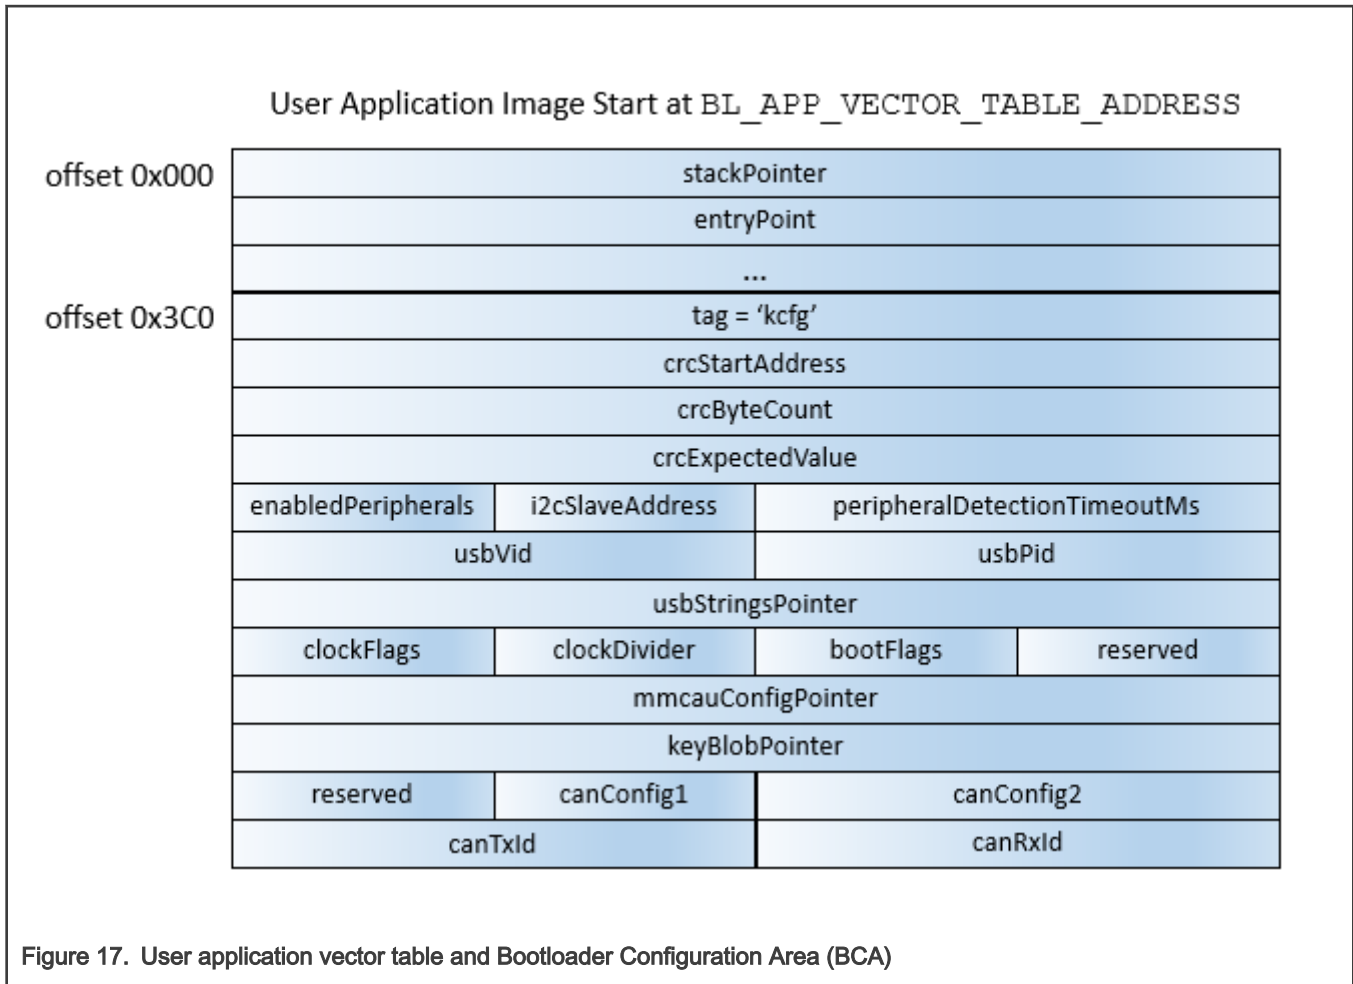 User Application Image Start at BL_APP_VECTOR_TABLE_ADDRESS
offset 0x000
stackPointer
entryPoint
...
offset 0x3C0
tag = ‘kcfg’
crcStartAddress
crcByteCount
crcExpectedValue
enabledPeripherals i2cSlaveAddress peripheralDetectionTimeoutMs
usbVid usbPid
usbStringsPointer
clockFlags clockDivider bootFlags reserved
mmcauConfigPointer
keyBlobPointer
reserved canConfig1 canConfig2
canTxId canRxId
Figure 17. User application vector table and Bootloader Configuration Area (BCA)